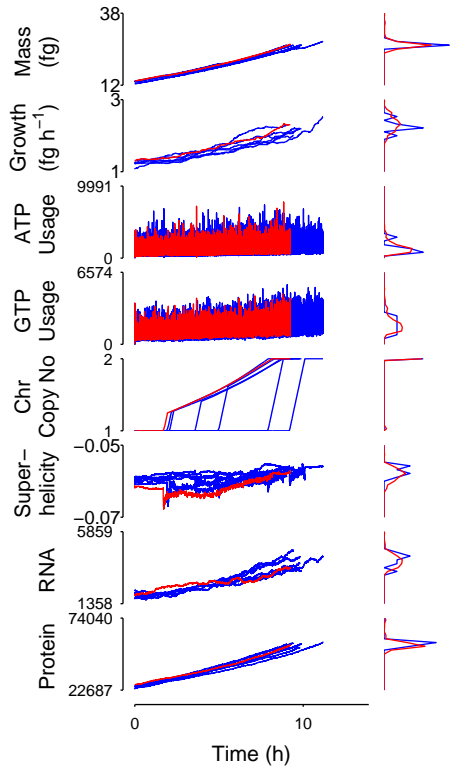 38
Mass
(fg)
12
3
Growth
(fg h⁻¹)
1
9991
ATP
Usage
0
6574
GTP
Usage
0
2
Chr
Copy No
1
−0.05
Super−
helicity
−0.07
5859
RNA
1358
74040
Protein
22687
0 10
Time (h)